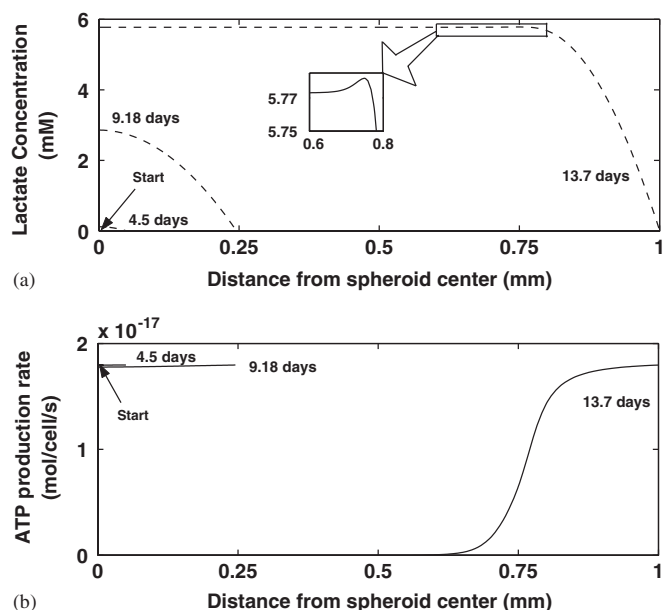 6
4
2
0
Lactate Concentration
(mM)
9.18 days
Start
4.5 days
5.77
5.75
0.6 0.8
13.7 days
0 0.25 0.5 0.75 1
(a) Distance from spheroid center (mm)
x 10-17
2
1
0
ATP production rate
(mol/cell/s)
4.5 days
9.18 days
Start
13.7 days
0 0.25 0.5 0.75 1
(b) Distance from spheroid center (mm)